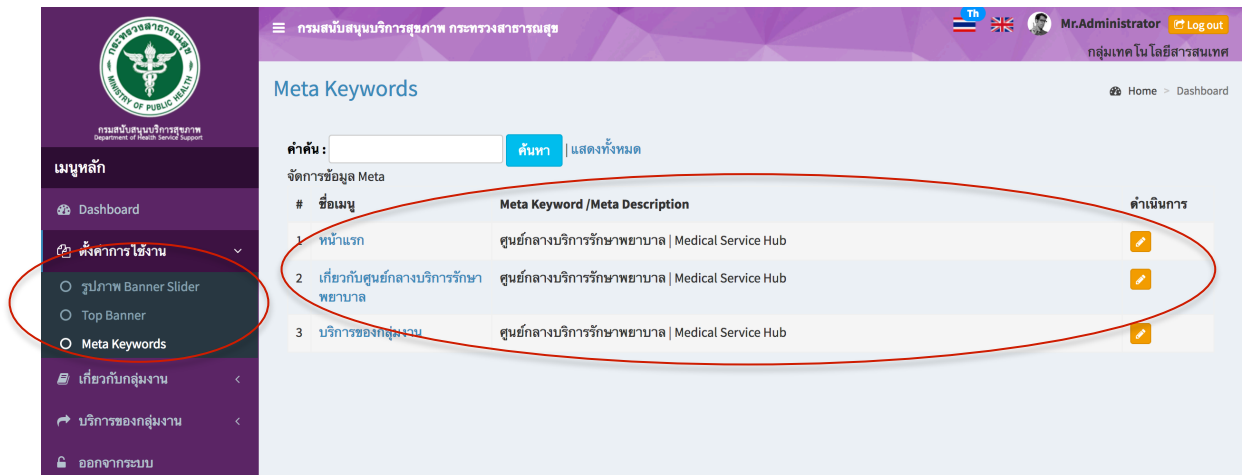 กระทรวงสาธารณสุข
MINISTRY OF PUBLIC HEALTH
กรมสนับสนุนบริการสุขภาพ
Department of Health Service Support
เมนูหลัก
Dashboard
ตั้งค่าการใช้งาน
รูปภาพ Banner Slider
Top Banner
Meta Keywords
เกี่ยวกับกลุ่มงาน
บริการของกลุ่มงาน
ออกจากระบบ
กรมสนับสนุนบริการสุขภาพ กระทรวงสาธารณสุข
Th
Mr.Administrator Log out
กลุ่มเทคโนโลยีสารสนเทศ
Meta Keywords
Home > Dashboard
คำค้น : ค้นหา | แสดงทั้งหมด
จัดการข้อมูล Meta
# ชื่อเมนู Meta Keyword /Meta Description ดำเนินการ
1 หน้าแรก ศูนย์กลางบริการรักษาพยาบาล | Medical Service Hub
2 เกี่ยวกับศูนย์กลางบริการรักษา ศูนย์กลางบริการรักษาพยาบาล | Medical Service Hub
พยาบาล
3 บริการของกลุ่มงาน ศูนย์กลางบริการรักษาพยาบาล | Medical Service Hub